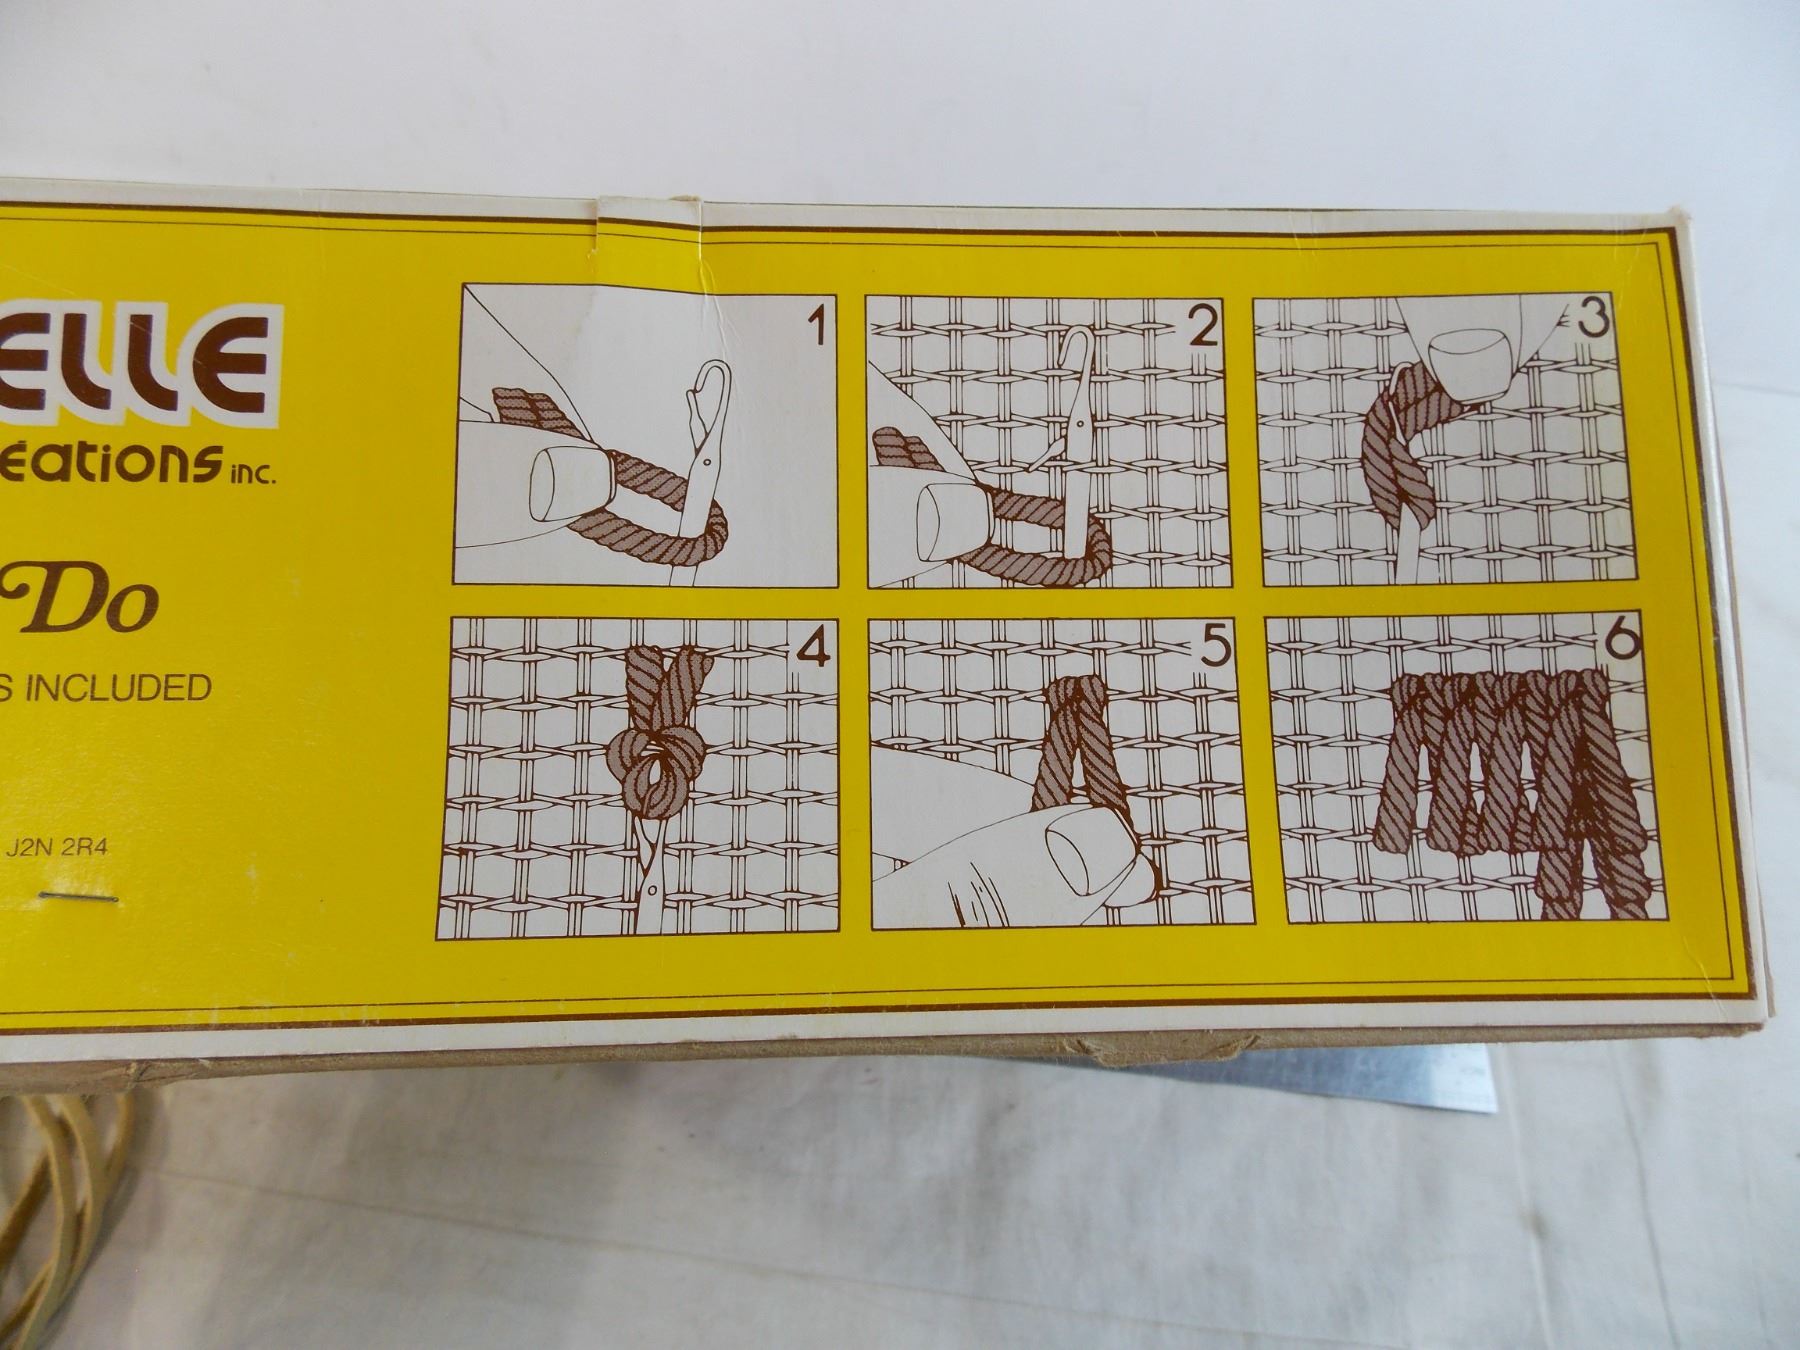 ELLE
éations inc.
Do
S INCLUDED
J2N 2R4
1
2
3
4
5
6